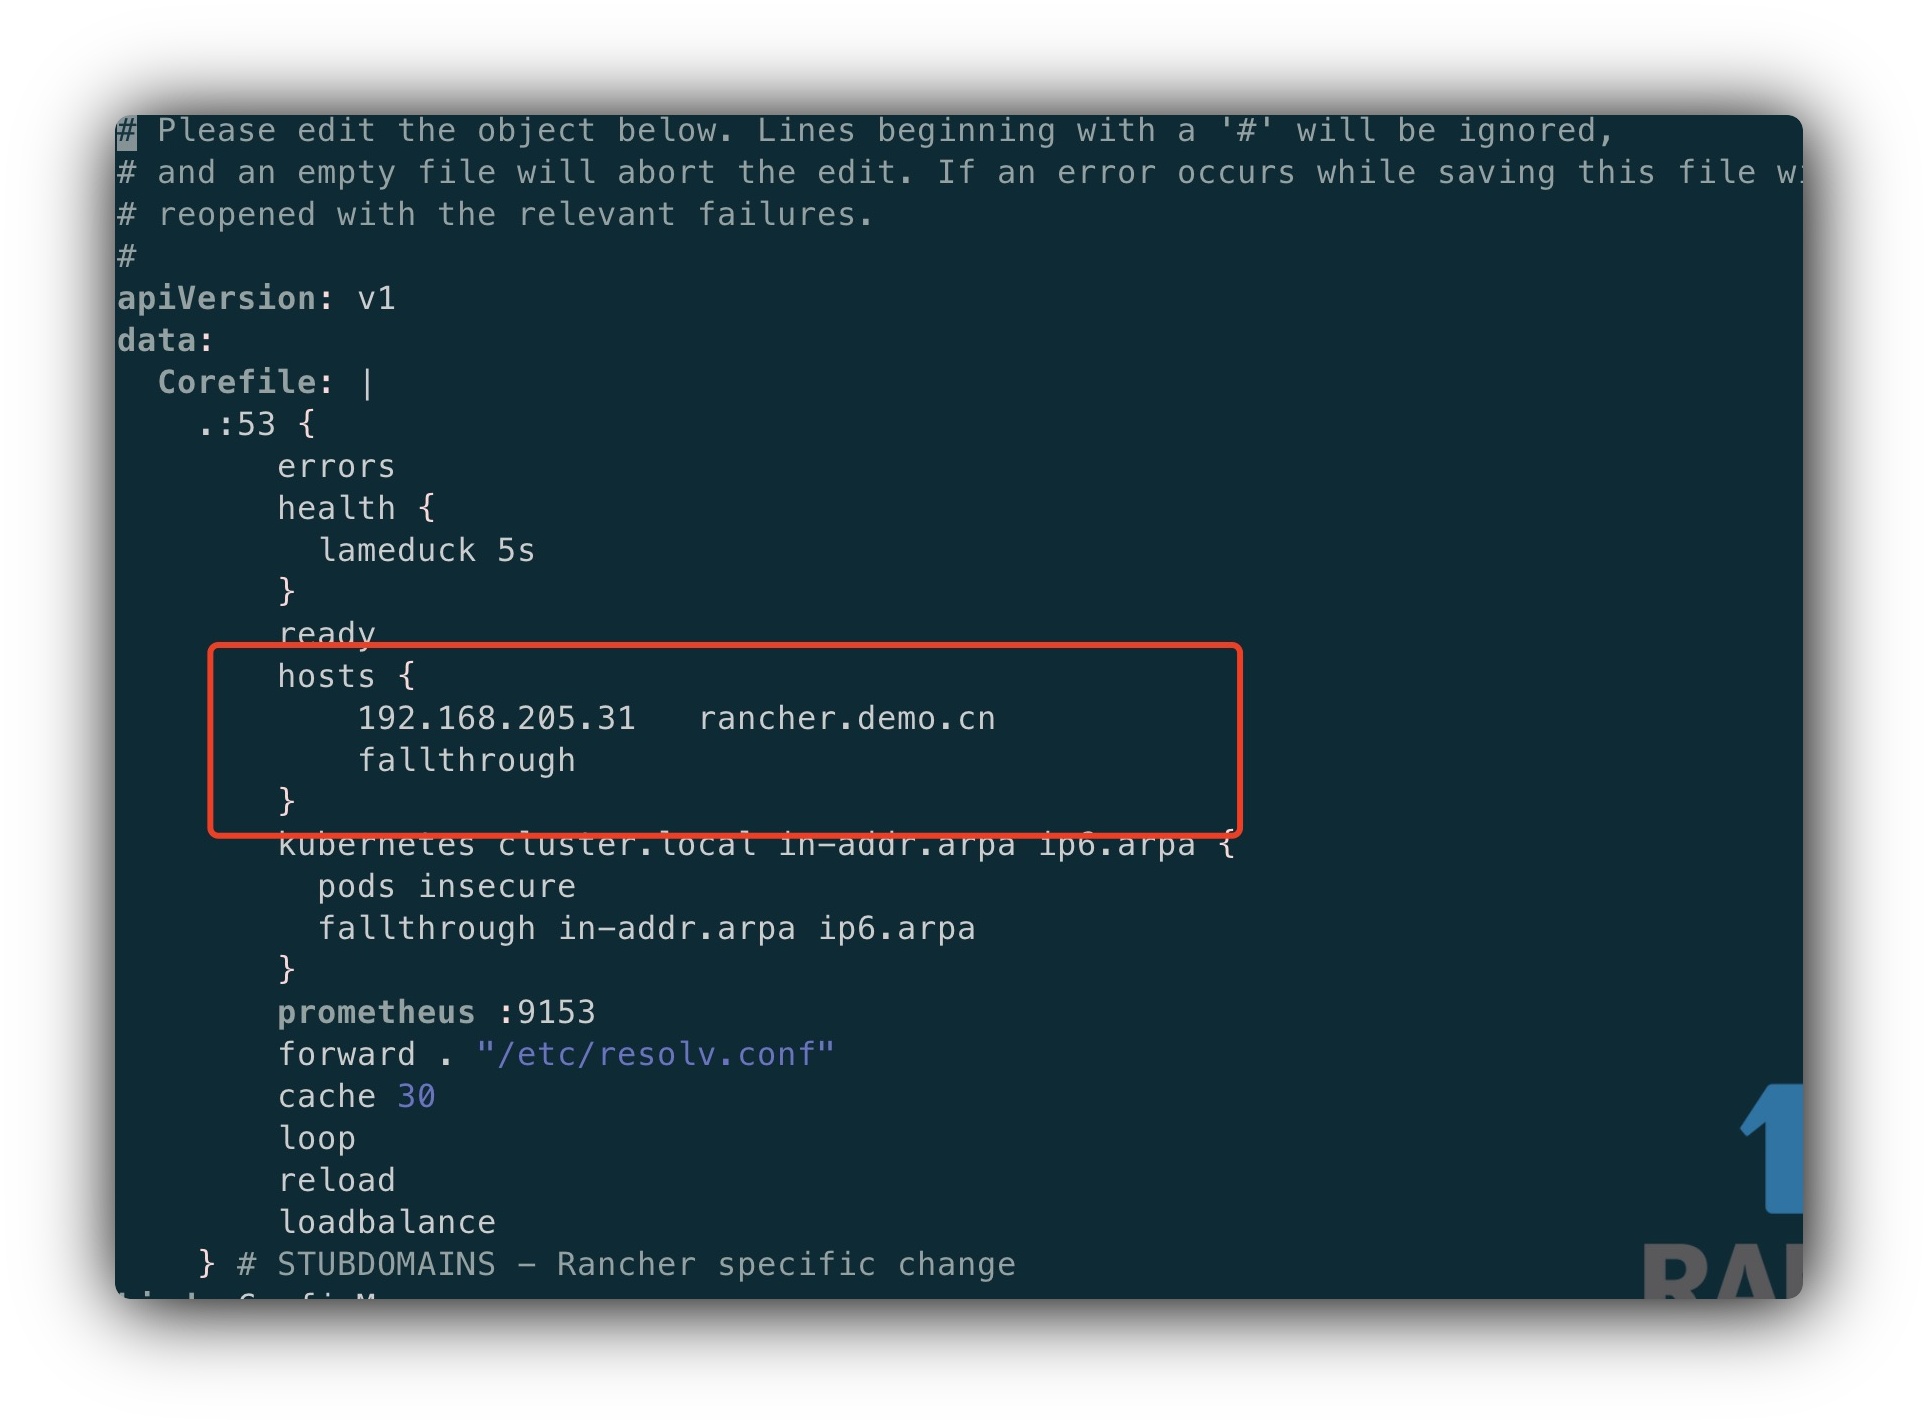 # Please edit the object below. Lines beginning with a '#' will be ignored,
# and an empty file will abort the edit. If an error occurs while saving this file
# reopened with the relevant failures.
#
apiVersion: v1
data:
  Corefile: |
    .:53 {
        errors
        health {
          lameduck 5s
        }
        ready
        hosts {
            192.168.205.31   rancher.demo.cn
            fallthrough
        }
        kubernetes cluster.local in-addr.arpa ip6.arpa {
          pods insecure
          fallthrough in-addr.arpa ip6.arpa
        }
        prometheus :9153
        forward . "/etc/resolv.conf"
        cache 30
        loop
        reload
        loadbalance
    } # STUBDOMAINS - Rancher specific change